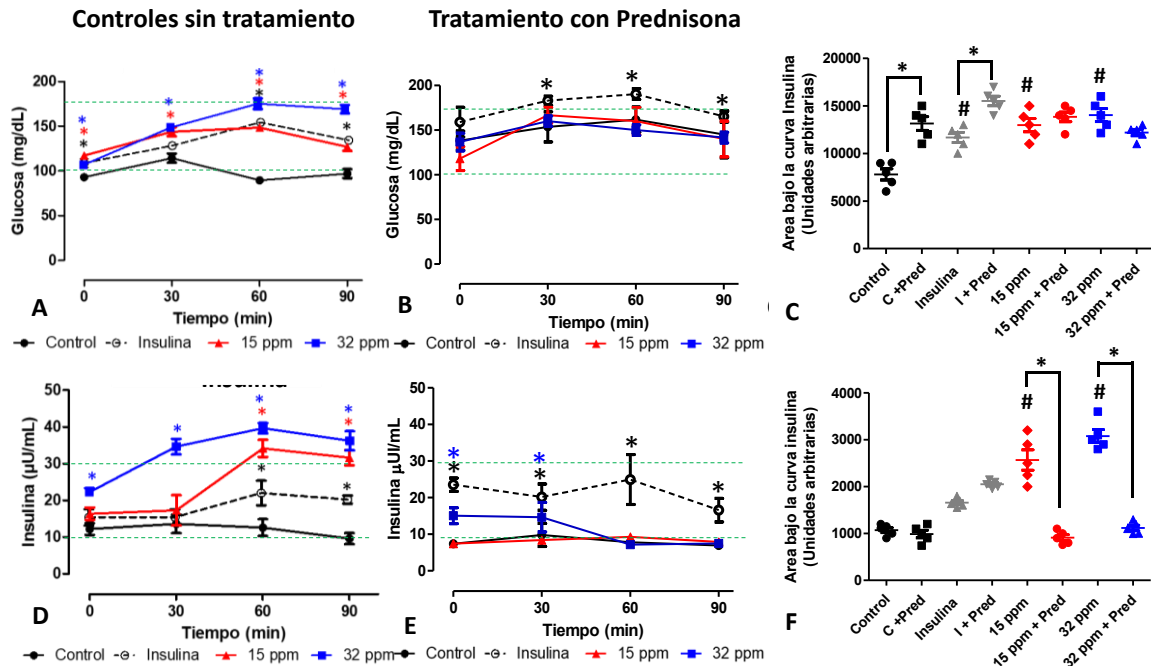 Controles sin tratamiento
Tratamiento con Prednisona
Glucosa (mg/dL)
200
150
100
50
0
* * * * * * * * * *
0 30 60 90
Tiempo (min)
A
Control Insulina 15 ppm 32 ppm
Glucosa (mg/dL)
200
150
100
50
0
* * *
0 30 60 90
Tiempo (min)
B
Control Insulina 15 ppm 32 ppm
Area bajo la curva Insulina
(Unidades arbitrarias)
20000
15000
10000
5000
0
* * # # #
Control
C +Pred
Insulina
I + Pred
15 ppm
15 ppm + Pred
32 ppm
32 ppm + Pred
C
Insulina (µU/mL)
50
40
30
20
10
0
* * * * * * * *
0 30 60 90
Tiempo (min)
D
Control Insulina 15 ppm 32 ppm
Insulina µU/mL
50
40
30
20
10
0
* * * * * *
0 30 60 90
Tiempo (min)
E
Control Insulina 15 ppm 32 ppm
Area bajo la curva insulina
(Unidades arbitrarias)
4000
3000
2000
1000
0
# * # *
Control
C +Pred
Insulina
I + Pred
15 ppm
15 ppm + Pred
32 ppm
32 ppm + Pred
F